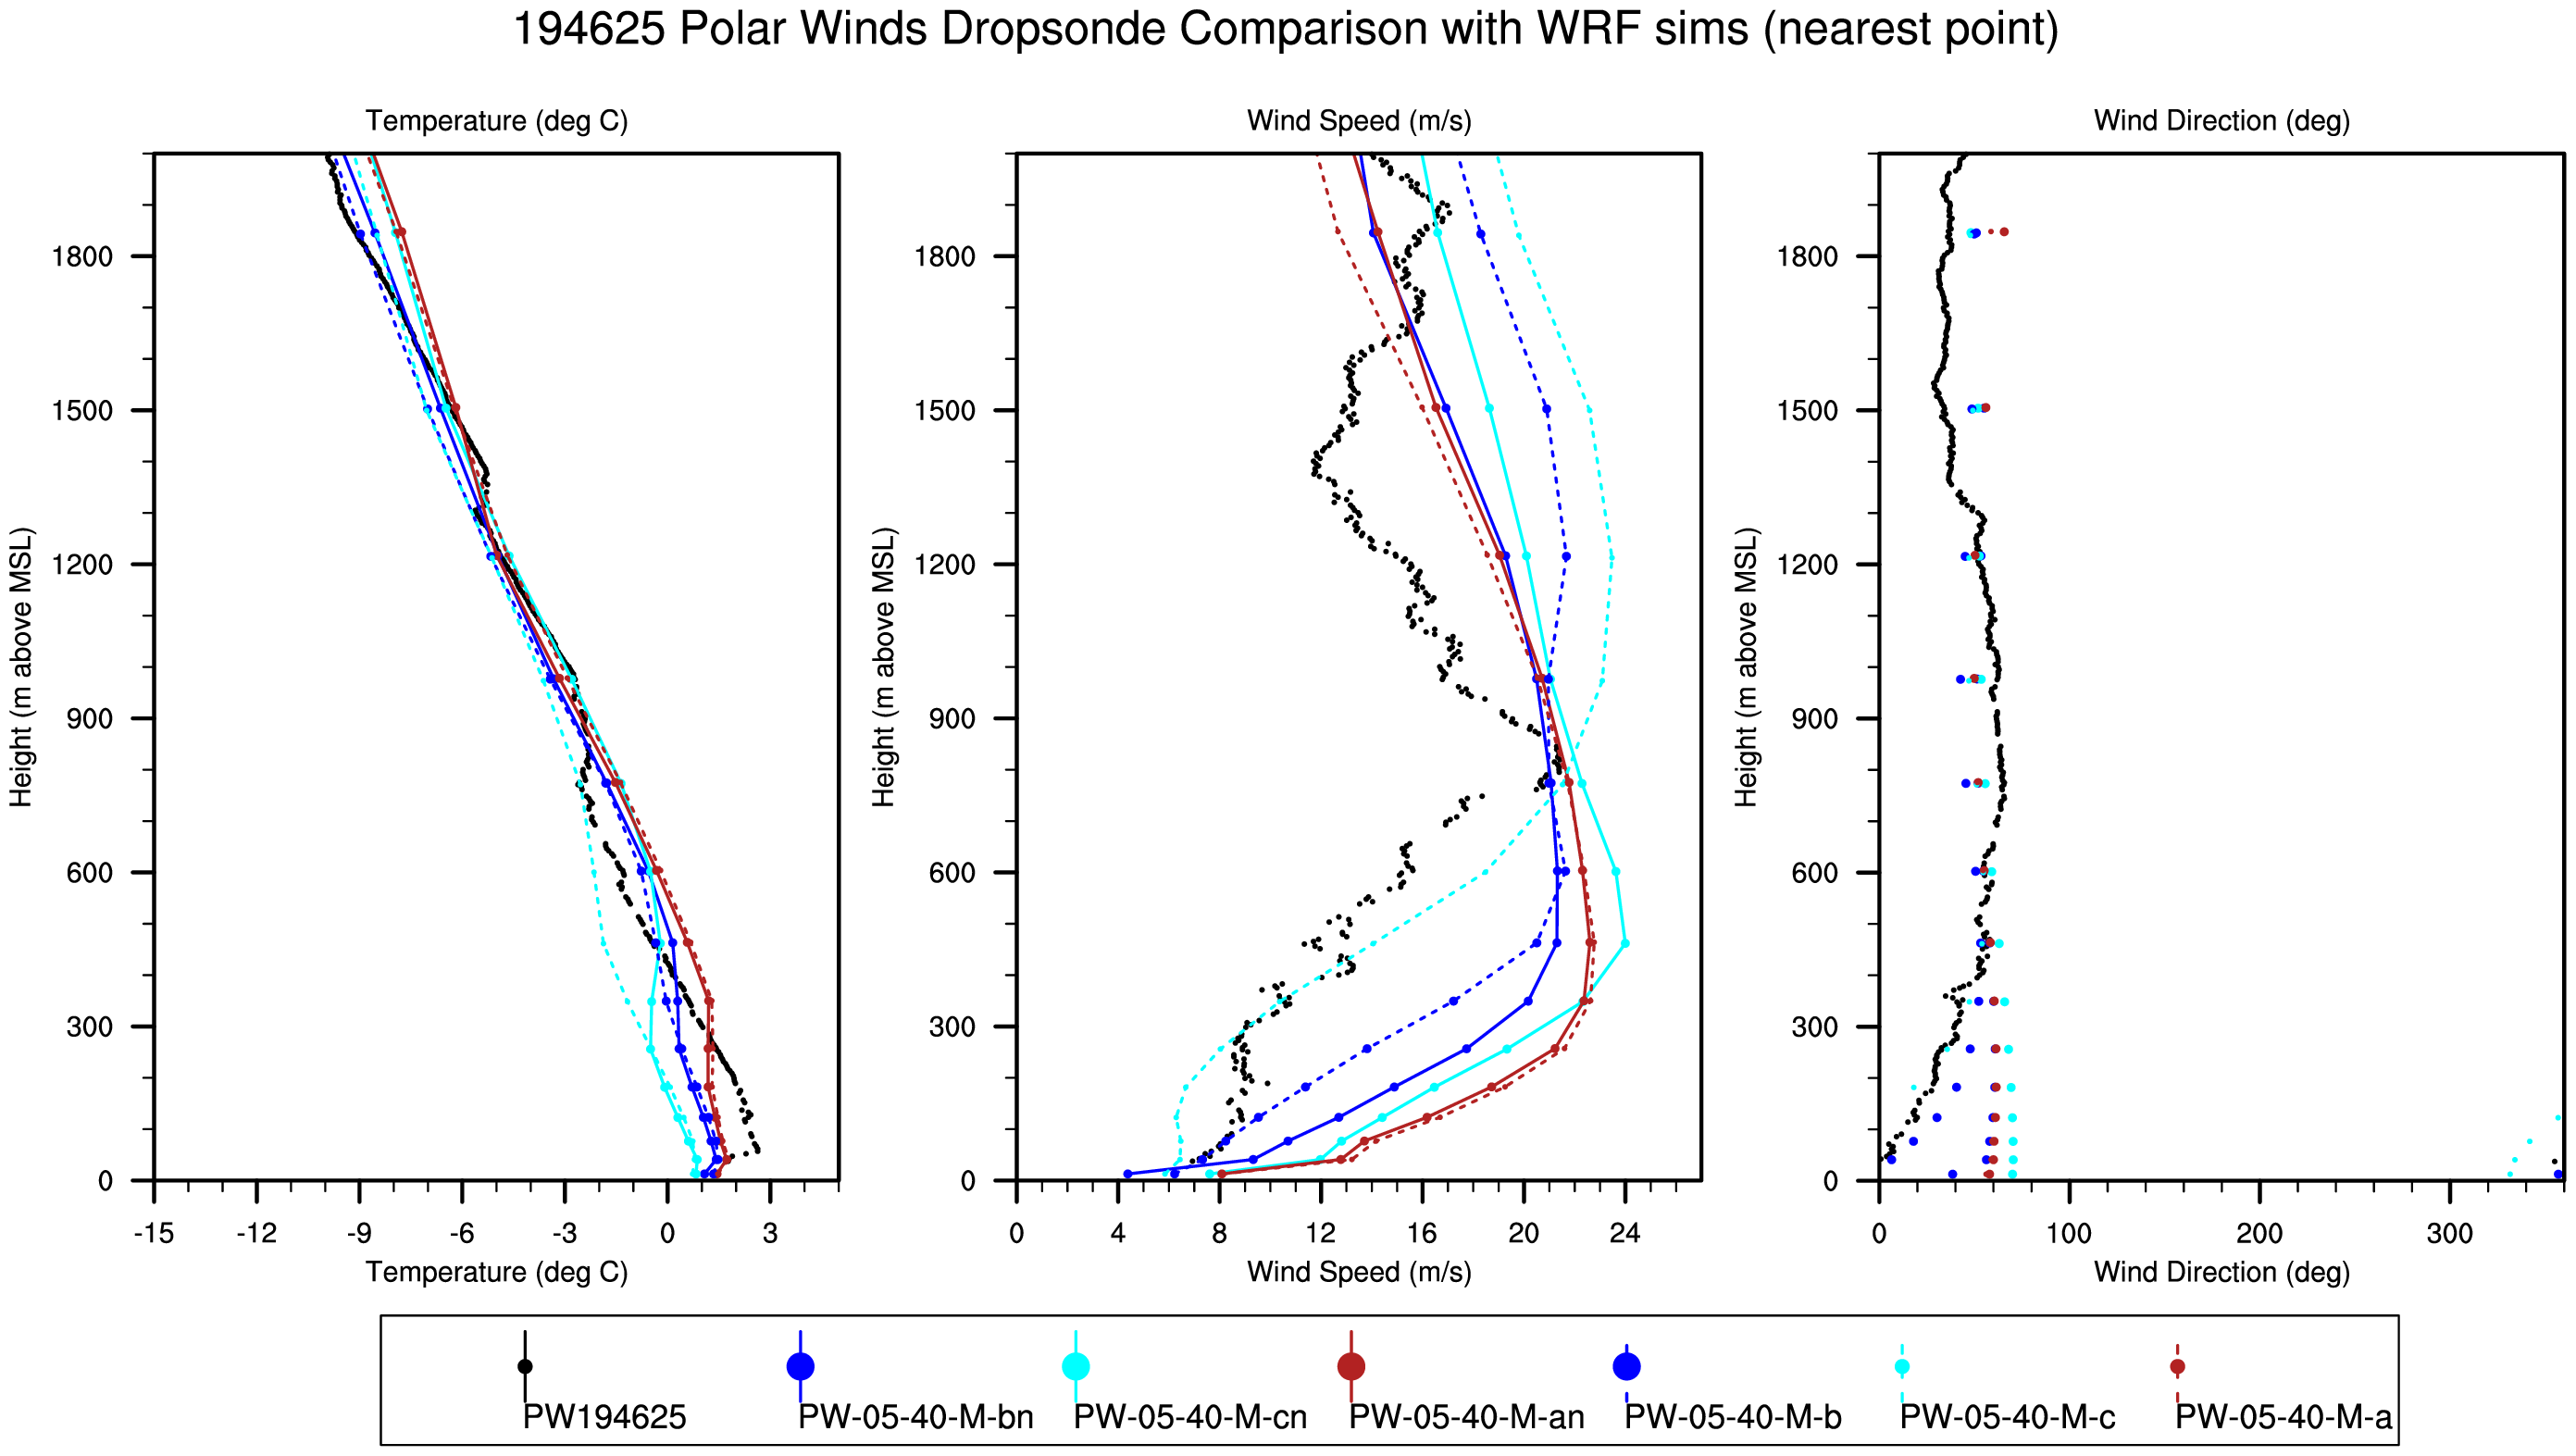 194625 Polar Winds Dropsonde Comparison with WRF sims (nearest point)
Temperature (deg C)
Wind Speed (m/s)
Wind Direction (deg)
Height (m above MSL)
1800
1500
1200
900
600
300
0
-15 -12 -9 -6 -3 0 3
Temperature (deg C)
Height (m above MSL)
1800
1500
1200
900
600
300
0
0 4 8 12 16 20 24
Wind Speed (m/s)
Height (m above MSL)
1800
1500
1200
900
600
300
0
0 100 200 300
Wind Direction (deg)
PW194625 PW-05-40-M-bn PW-05-40-M-cn PW-05-40-M-an PW-05-40-M-b PW-05-40-M-c PW-05-40-M-a